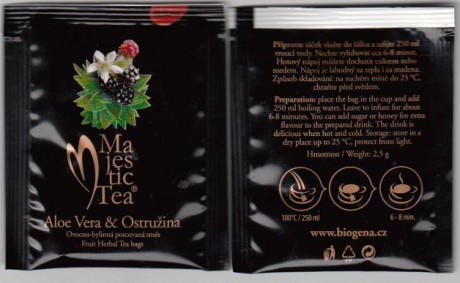 Majestic
Tea®
Aloe Vera & Ostružina
Ovocno-bylinná porcovaná směs
Fruit Herbal Tea bags
Příprava: sáček vložte do šálku a zalijte 250 ml
vroucí vody. Nechte vyluhovat cca 6-8 minut.
Hotový nápoj můžete dochutit cukrem nebo
medem. Nápoj je lahodný za tepla i za studena.
Způsob skladování: na suchém místě do 25 °C,
chraňte před světlem.
Preparation: place the bag in the cup and add
250 ml boiling water. Leave to infuse for about
6-8 minutes. You can add sugar or honey for extra
flavour to the prepared drink. The drink is
delicious when hot and cold. Storage: store in a
dry place up to 25 °C, protect from light.
Hmotnost / Weight: 2,5 g
100°C / 250 ml
6 - 8 min.
www.biogena.cz